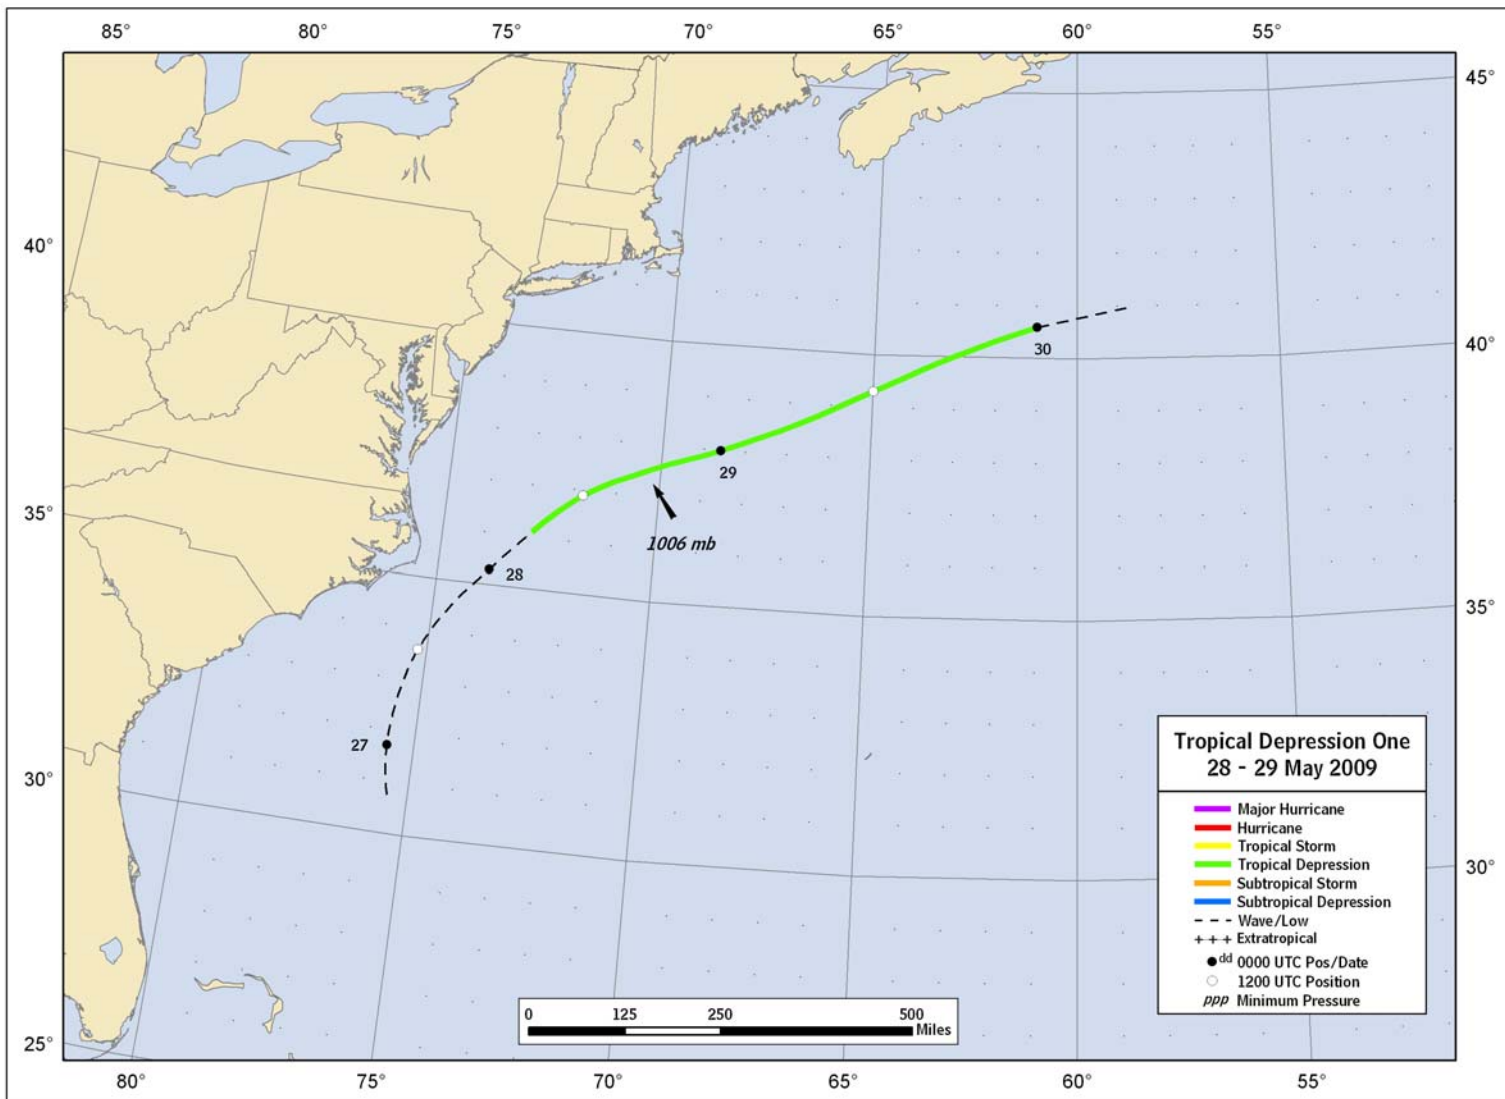 85° 80° 75° 70° 65° 60° 55°
45°
40°
40°
35°
35°
30°
30°
25°
30
29
1006 mb
28
27
Tropical Depression One
28 - 29 May 2009
Major Hurricane
Hurricane
Tropical Storm
Tropical Depression
Subtropical Storm
Subtropical Depression
Wave/Low
+++ Extratropical
dd 0000 UTC Pos/Date
1200 UTC Position
ppp Minimum Pressure
0 125 250 500
Miles
80° 75° 70° 65° 60° 55°